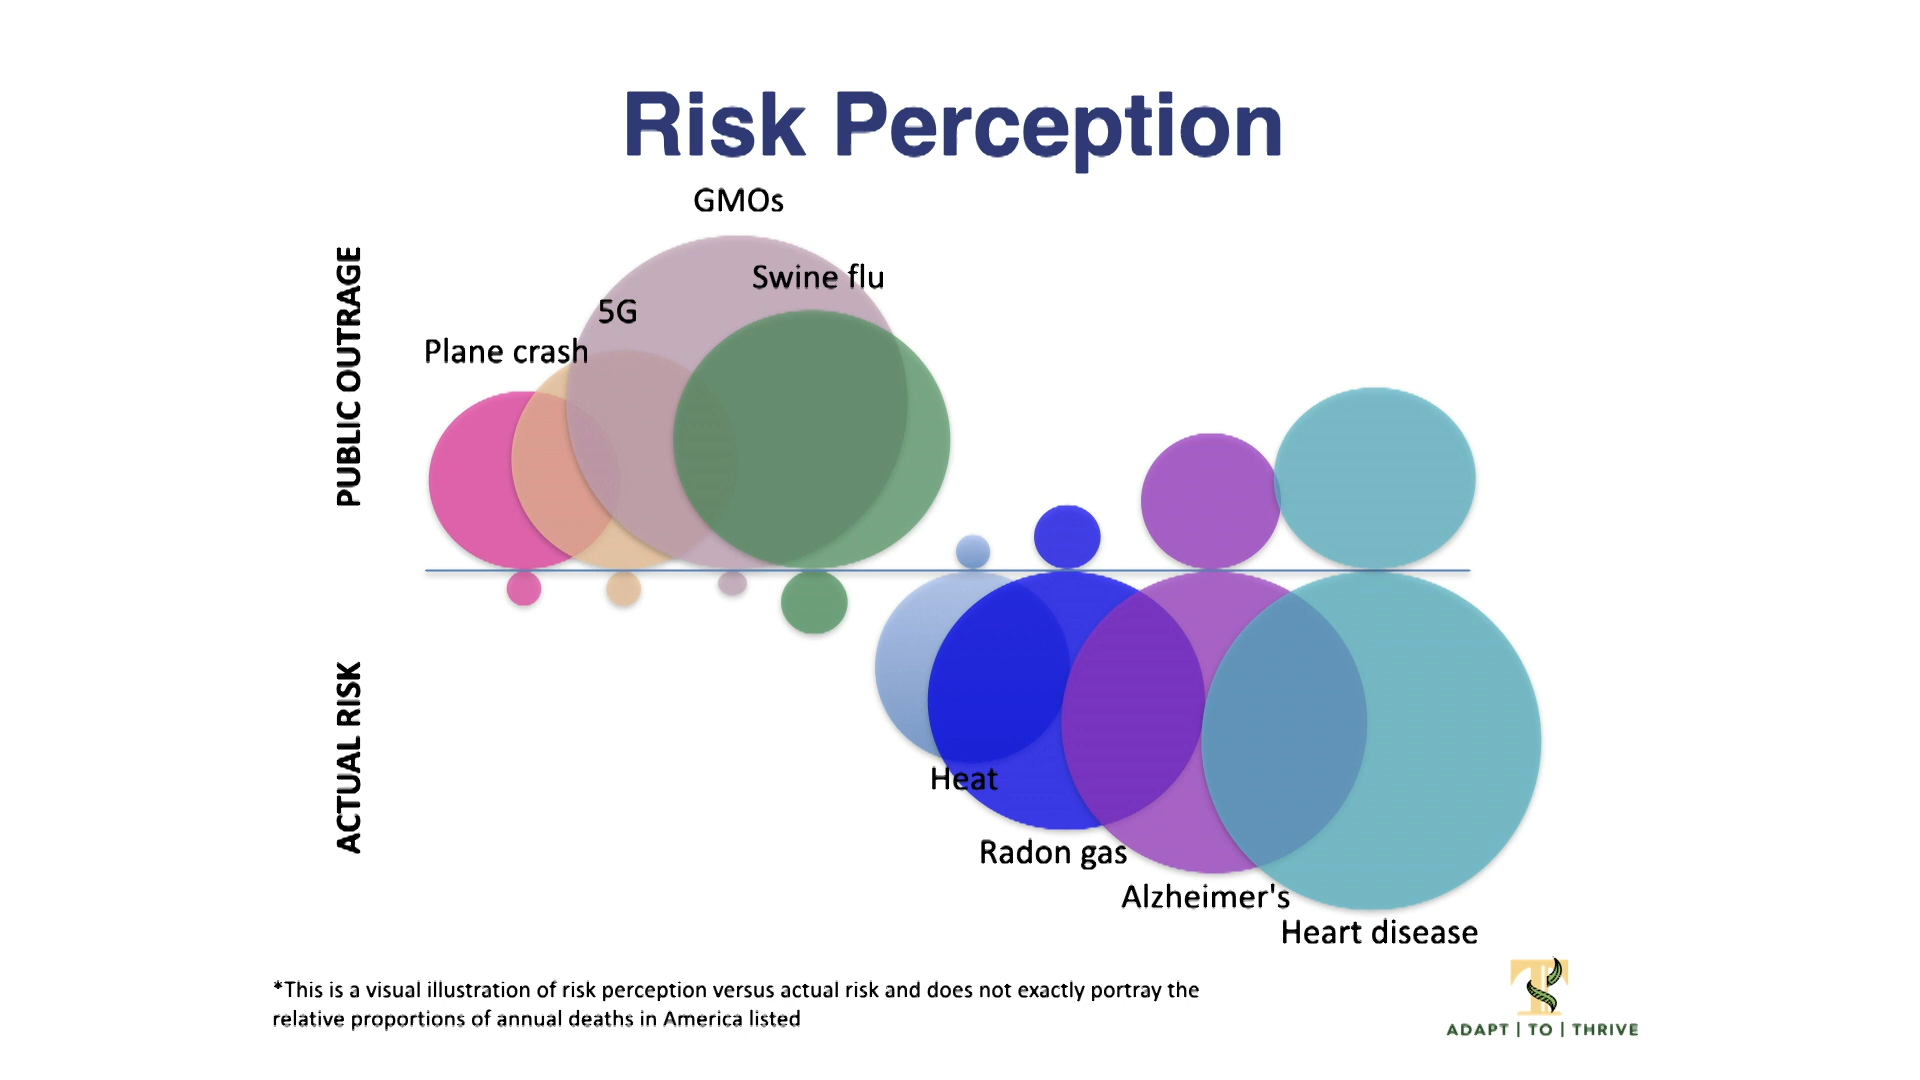 Risk Perception
GMOs
Swine flu
5G
Plane crash
PUBLIC OUTRAGE
ACTUAL RISK
Heat
Radon gas
Alzheimer's
Heart disease
*This is a visual illustration of risk perception versus actual risk and does not exactly portray the
relative proportions of annual deaths in America listed
T
ADAPT | TO | THRIVE